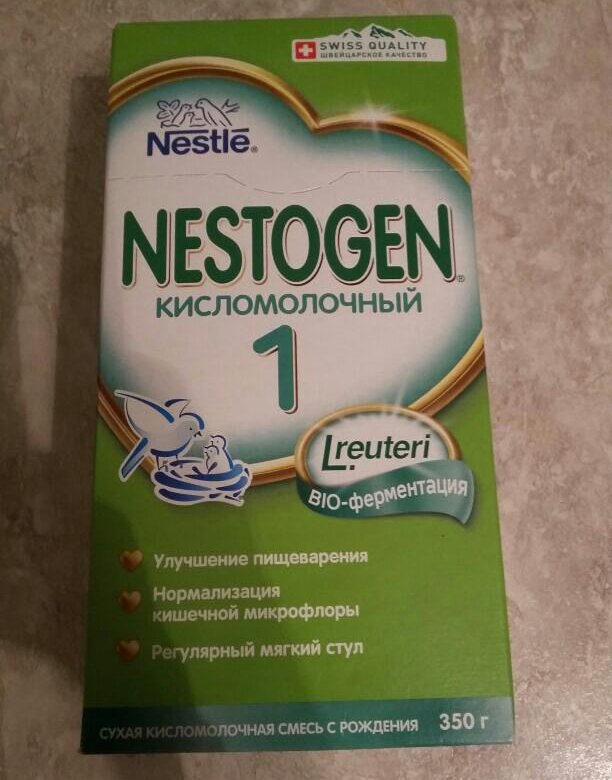 SWISS QUALITY
ШВЕЙЦАРСКОЕ КАЧЕСТВО
Nestlé®
NESTOGEN®
КИСЛОМОЛОЧНЫЙ
1
L.reuteri
BIO-ферментация
Улучшение пищеварения
Нормализация
кишечной микрофлоры
Регулярный мягкий стул
СУХАЯ КИСЛОМОЛОЧНАЯ СМЕСЬ С РОЖДЕНИЯ 350 г